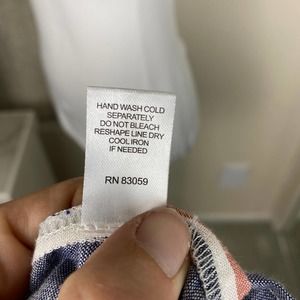 HAND WASH COLD
SEPARATELY
DO NOT BLEACH
RESHAPE LINE DRY
COOL IRON
IF NEEDED
RN 83059